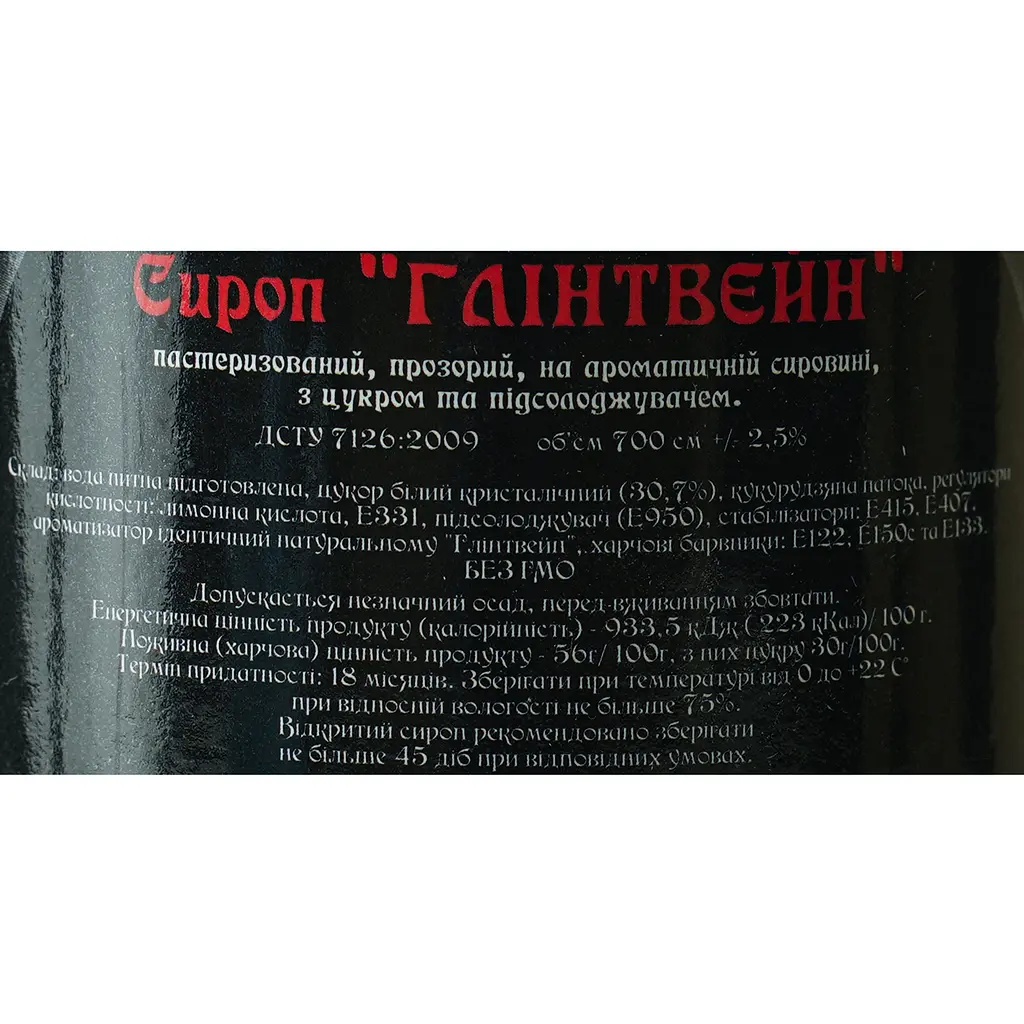 Сироп "ГЛІНТВЕЙН"
пастеризований, прозорий, на ароматичній сировині,
з цукром та підсолоджувачем.
ДСТУ 7126:2009 об'єм 700 см +/- 2,5%
Склад: вода питна підготовлена, цукор білий кристалічний (30,7%), кукурудзяна патока, регулятори
кислотності: лимонна кислота, Е331, підсолоджувач (Е950), стабілізатори: Е415, Е407,
ароматизатор ідентичний натуральному "Глінтвейн", харчові барвники: Е122, Е150с та Е133.
БЕЗ ГМО
Допускається незначний осад, перед вживанням збовтати.
Енергетична цінність продукту (калорійність) - 933,5 кДж ( 223 кКал)/ 100 г.
Поживна (харчова) цінність продукту - 56г/ 100г, з них цукру 30г/100г.
Термін придатності: 18 місяців. Зберігати при температурі від 0 до +22 С°
при відносній вологості не більше 75%.
Відкритий сироп рекомендовано зберігати
не більше 45 діб при відповідних умовах.